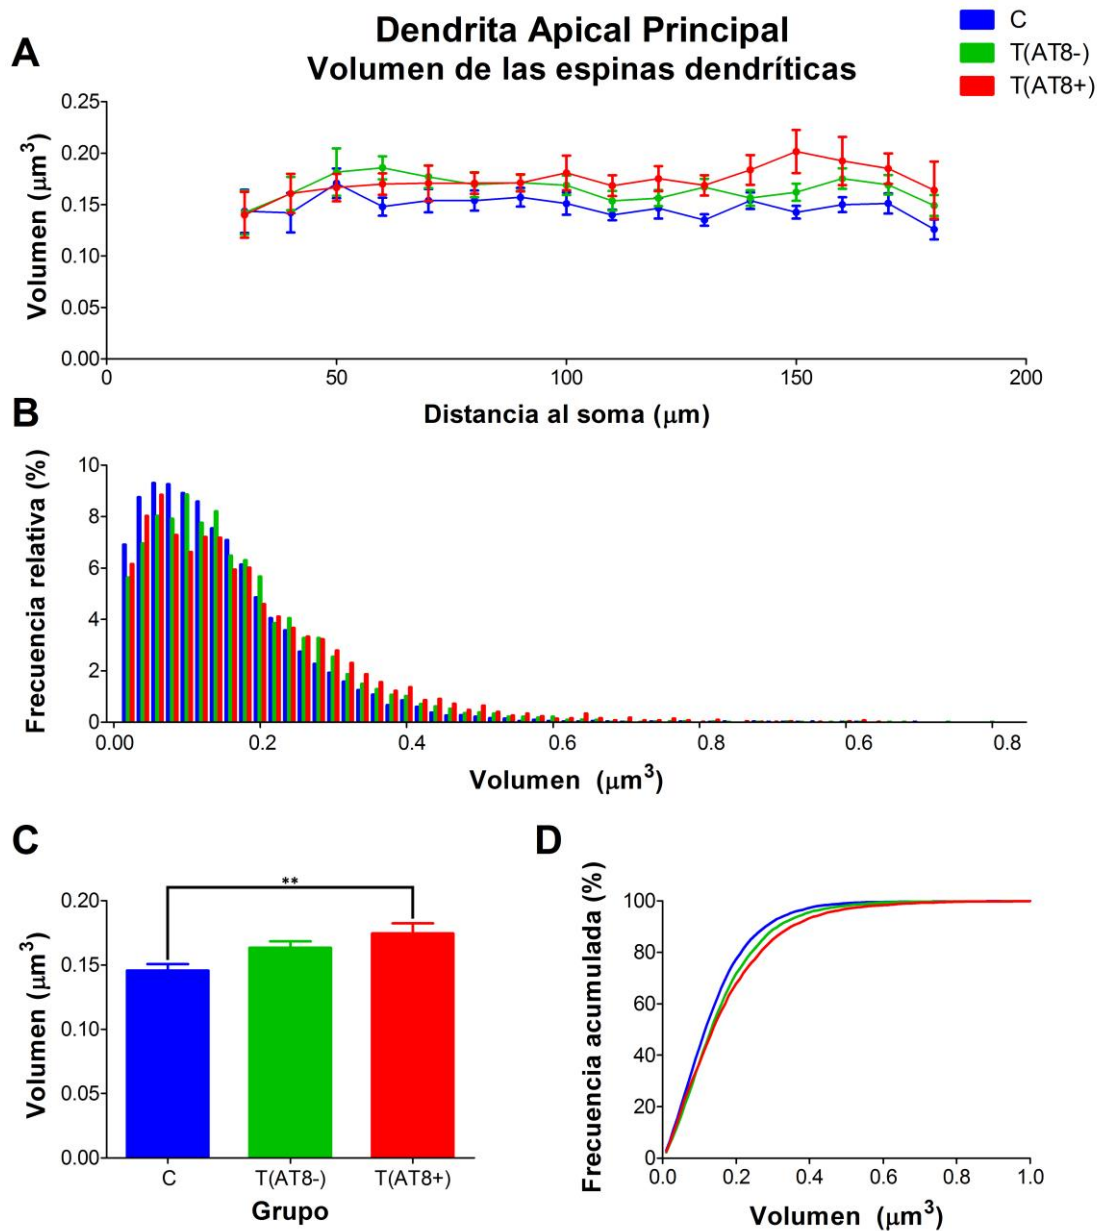 Dendrita Apical Principal
Volumen de las espinas dendríticas
C
T(AT8-)
T(AT8+)
A
Volumen (μm³)
0.25
0.20
0.15
0.10
0.05
0.00
0 50 100 150 200
Distancia al soma (μm)
B
Frecuencia relativa (%)
10
8
6
4
2
0
0.00 0.2 0.4 0.6 0.8 0.6 0.8
Volumen (μm³)
C
Volumen (μm³)
0.20
0.15
0.10
0.05
0.00
**
C T(AT8-) T(AT8+)
Grupo
D
Frecuencia acumulada (%)
100
80
60
40
20
0
0.0 0.2 0.4 0.6 0.8 1.0
Volumen (μm³)